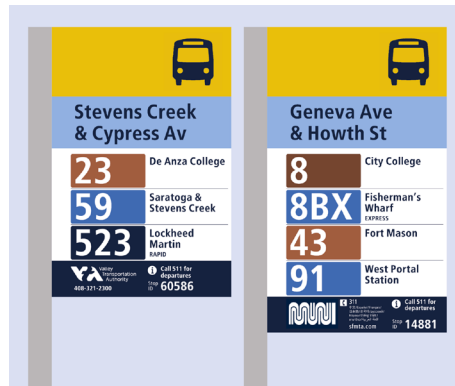 Stevens Creek
& Cypress Av
23 De Anza College
59 Saratoga &
Stevens Creek
523 Lockheed
Martin
RAPID
VTA Valley
Transportation
Authority
408-321-2300
i Call 511 for
departures
Stop
ID 60586
Geneva Ave
& Howth St
8 City College
8BX Fisherman's
Wharf
EXPRESS
43 Fort Mason
91 West Portal
Station
MUNI
311
sfmta.com
i Call 511 for
departures
Stop
ID 14881